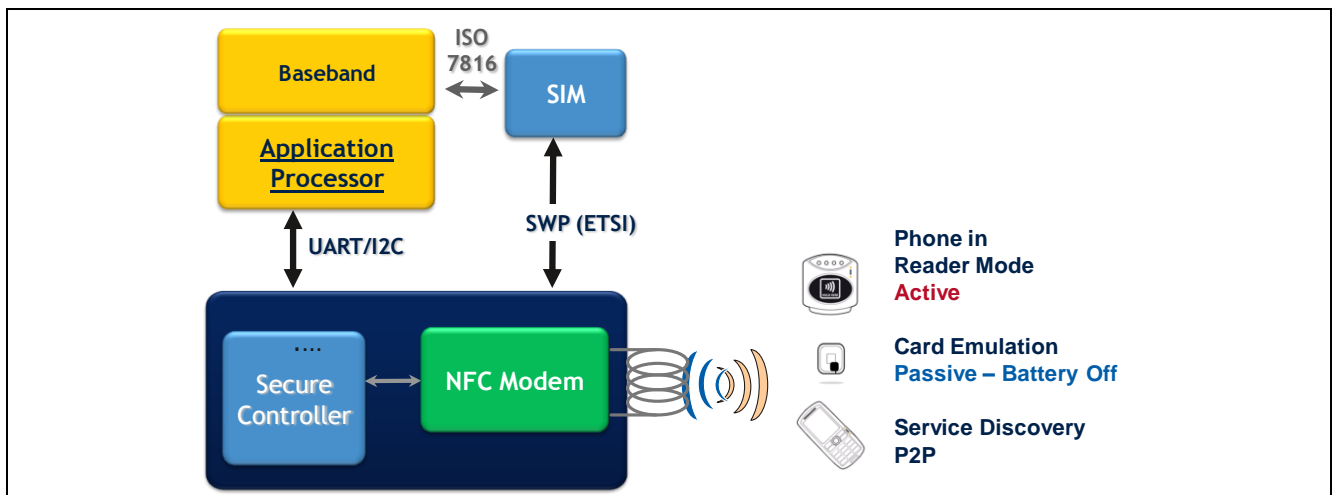 ISO
7816
Baseband
SIM
Application
Processor
UART/I2C
SWP (ETSI)
....
Secure
Controller
NFC Modem
Phone in
Reader Mode
Active
Card Emulation
Passive – Battery Off
Service Discovery
P2P